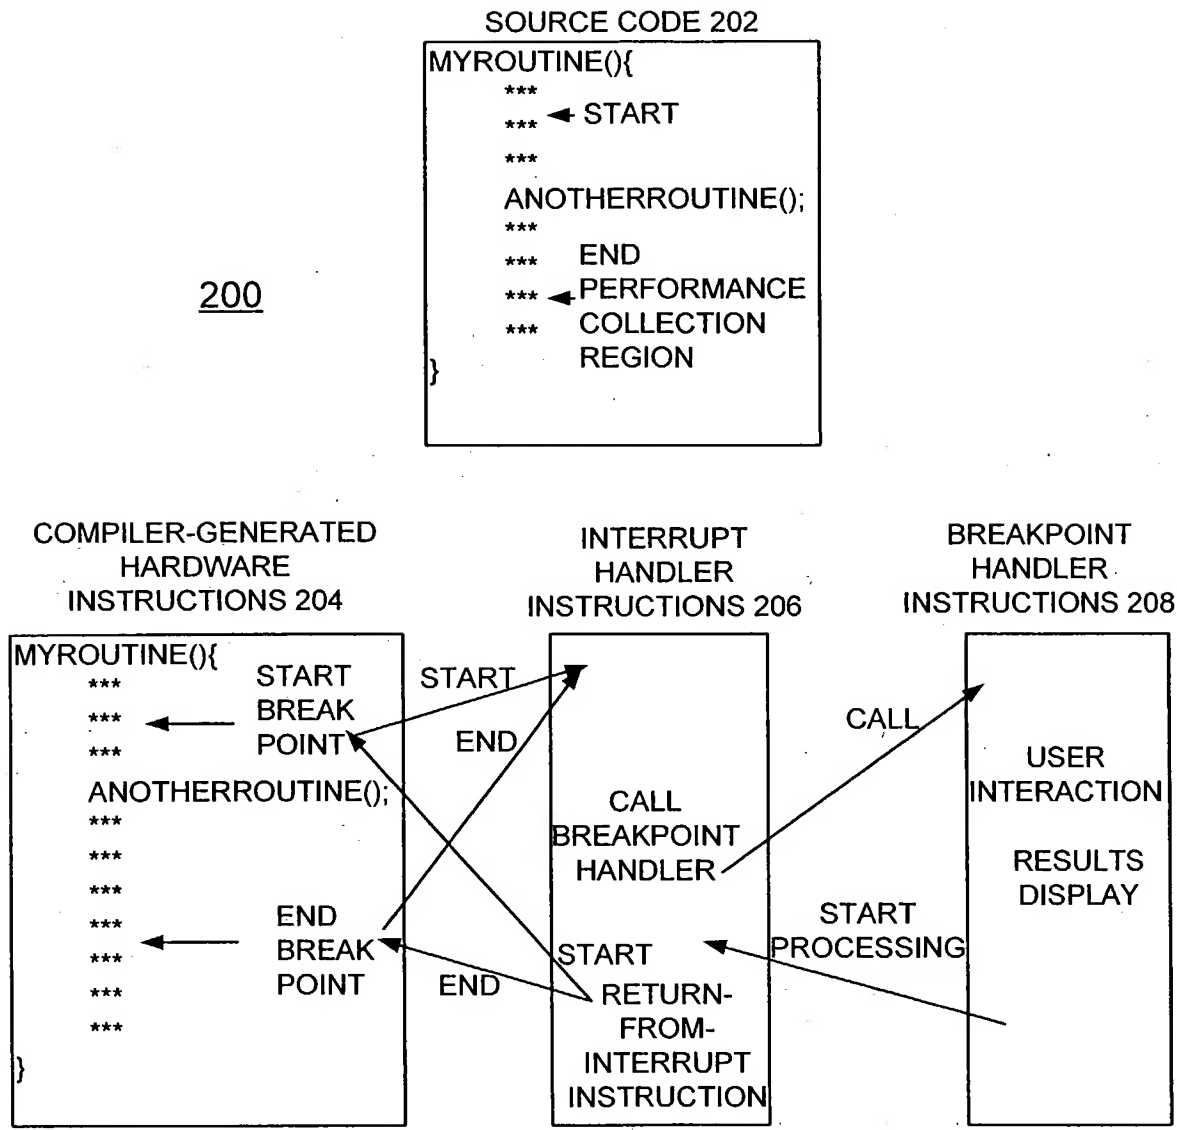 SOURCE CODE 202
MYROUTINE(){
***
*** START
***
ANOTHERROUTINE();
***
*** END
*** PERFORMANCE
*** COLLECTION
REGION
}
200
COMPILER-GENERATED
HARDWARE
INSTRUCTIONS 204
MYROUTINE(){
***
***
***
START
BREAK
POINT
ANOTHERROUTINE();
***
***
***
***
***
***
***
END
BREAK
POINT
}
START
END
END
INTERRUPT
HANDLER
INSTRUCTIONS 206
CALL
BREAKPOINT
HANDLER
START
RETURN-
FROM-
INTERRUPT
INSTRUCTION
CALL
START
PROCESSING
BREAKPOINT
HANDLER
INSTRUCTIONS 208
USER
INTERACTION
RESULTS
DISPLAY